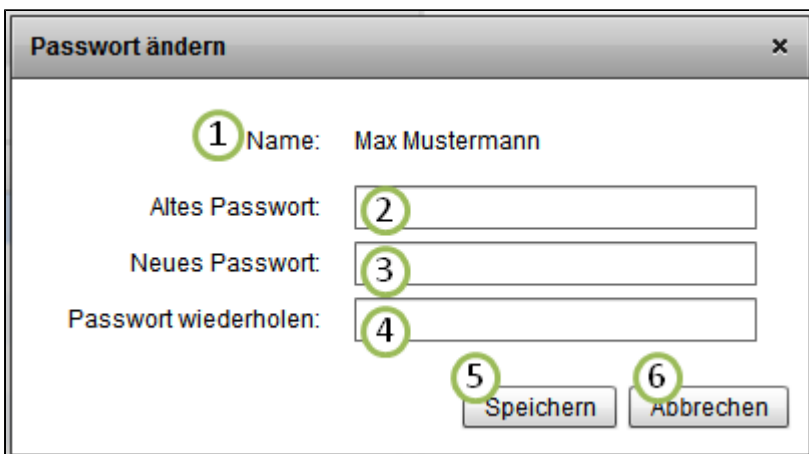 Passwort ändern x
1 Name: Max Mustermann
Altes Passwort: 2
Neues Passwort: 3
Passwort wiederholen: 4
5 Speichern 6 Abbrechen